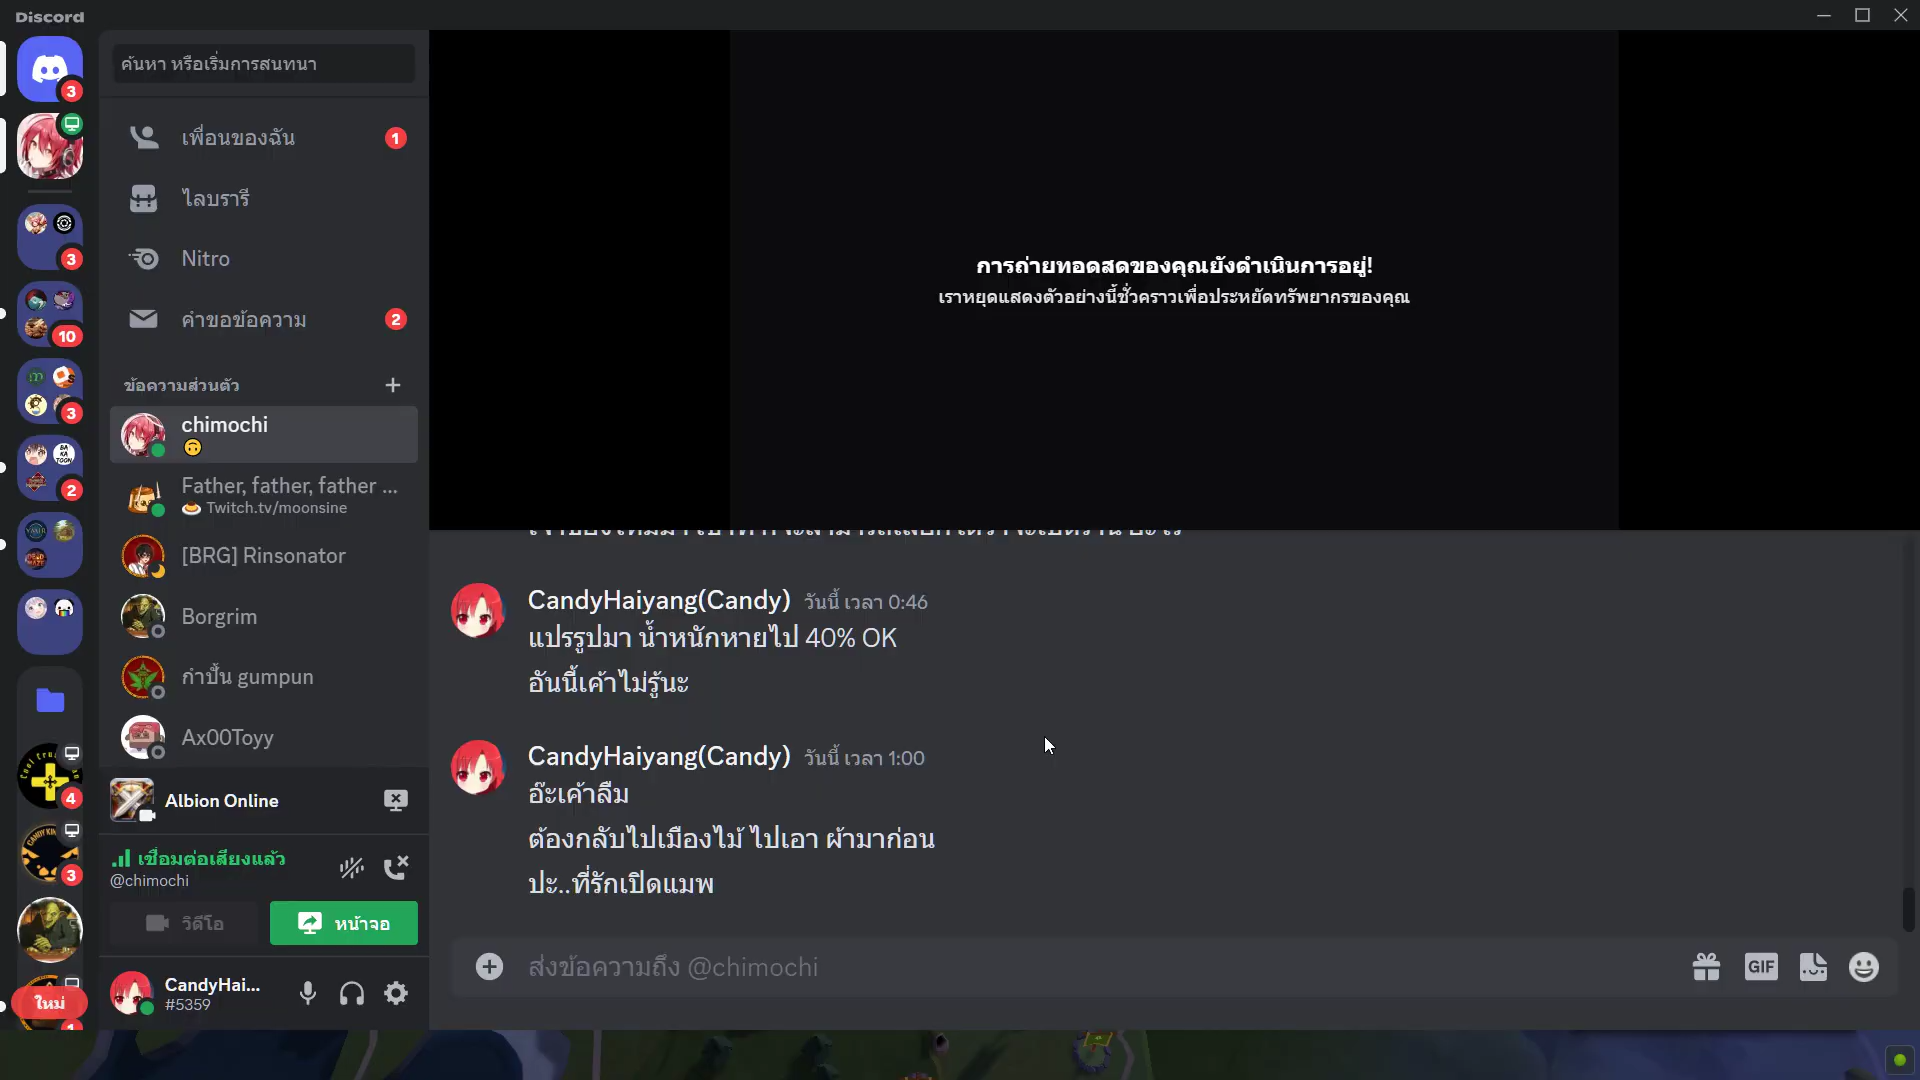 Discord
3
ค้นหา หรือเริ่มการสนทนา
เพื่อนของฉัน
1
ไลบรารี
3
Nitro
คำขอข้อความ
2
10
ข้อความส่วนตัว
3
chimochi
Father, father, father ...
Twitch.tv/moonsine
2
[BRG] Rinsonator
Borgrim
กำปั้น gumpun
Ax00Toyy
4
Albion Online
3
เชื่อมต่อเสียงแล้ว
@chimochi
วิดีโอ
หน้าจอ
CandyHai...
#5359
ใหม่
การถ่ายทอดสดของคุณยังดำเนินการอยู่!
เราหยุดแสดงตัวอย่างนี้ชั่วคราวเพื่อประหยัดทรัพยากรของคุณ
CandyHaiyang(Candy) วันนี้ เวลา 0:46
แปรรูปมา น้ำหนักหายไป 40% OK
อันนี้เค้าไม่รู้นะ
CandyHaiyang(Candy) วันนี้ เวลา 1:00
อ๊ะเค้าลืม
ต้องกลับไปเมืองไม้ ไปเอา ผ้ามาก่อน
ปะ..ที่รักเปิดแมพ
ส่งข้อความถึง @chimochi
GIF